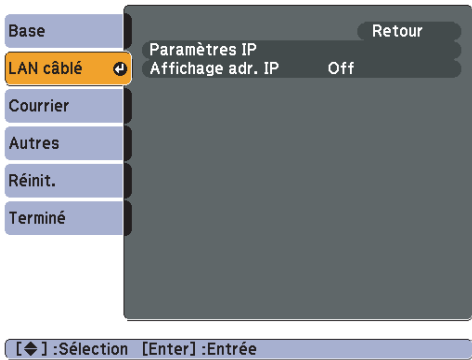 Base
LAN câblé
Courrier
Autres
Réinit.
Terminé
Retour
Paramètres IP
Affichage adr. IP Off
[◆] :Sélection [Enter] :Entrée